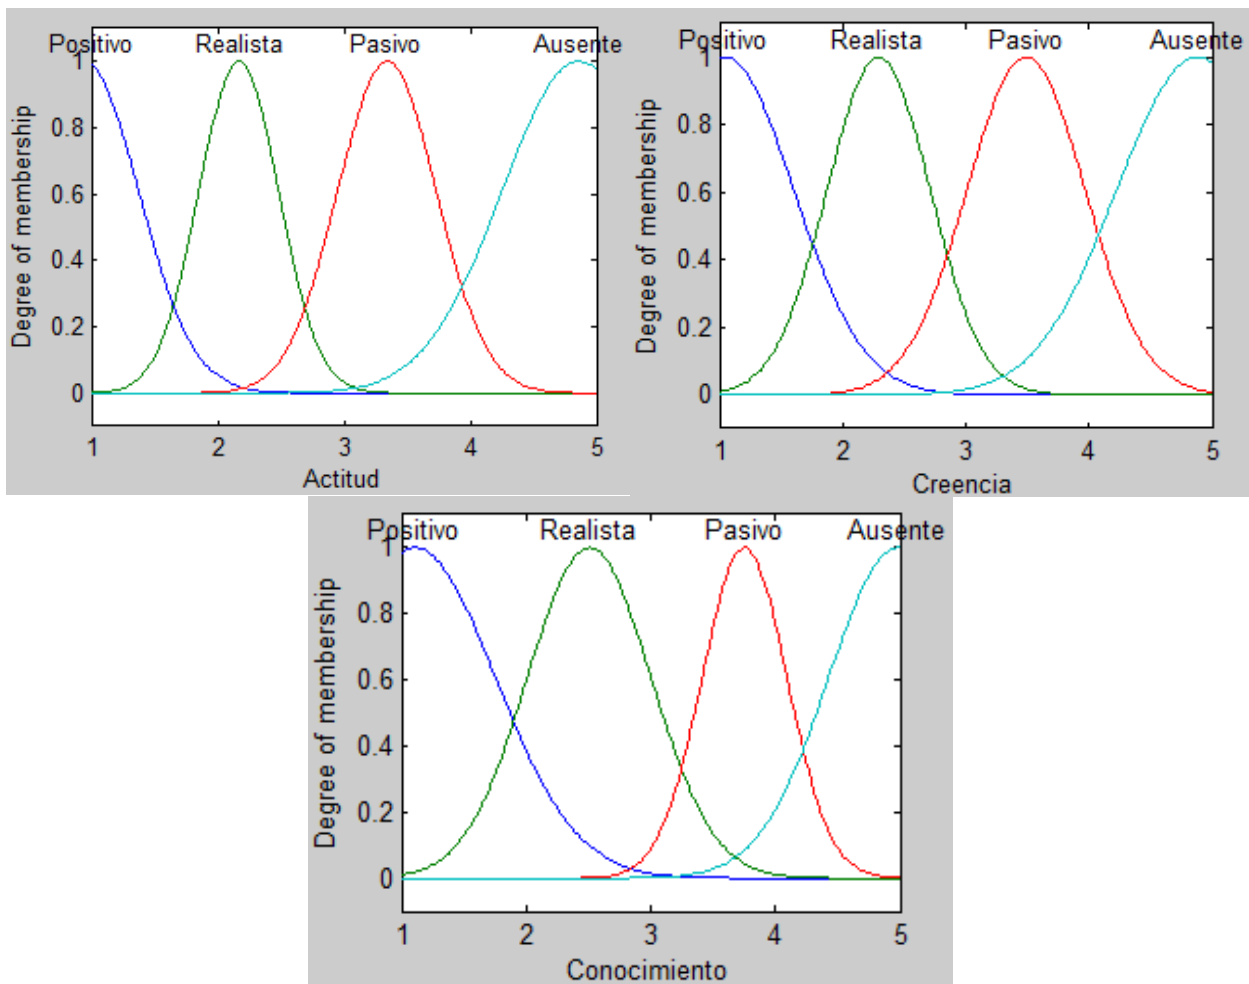 Positivo Realista Pasivo Ausente
1
0.8
0.6
0.4
0.2
0
Degree of membership
1 2 3 4 5
Actitud
Positivo Realista Pasivo Ausente
1
0.8
0.6
0.4
0.2
0
Degree of membership
1 2 3 4 5
Creencia
Positivo Realista Pasivo Ausente
1
0.8
0.6
0.4
0.2
0
Degree of membership
1 2 3 4 5
Conocimiento